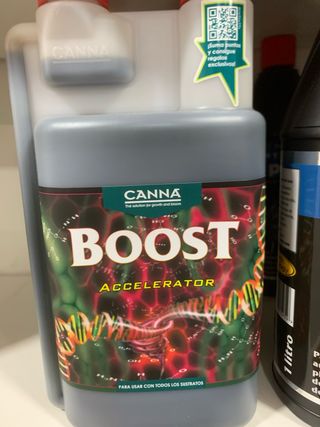 CANNA
¡Suma puntos
y consigue
regalos
exclusivos!
CANNA
The solution for growth and bloom
BOOST
ACCELERATOR
PARA USAR CON TODOS LOS SUSTRATOS
1 litro